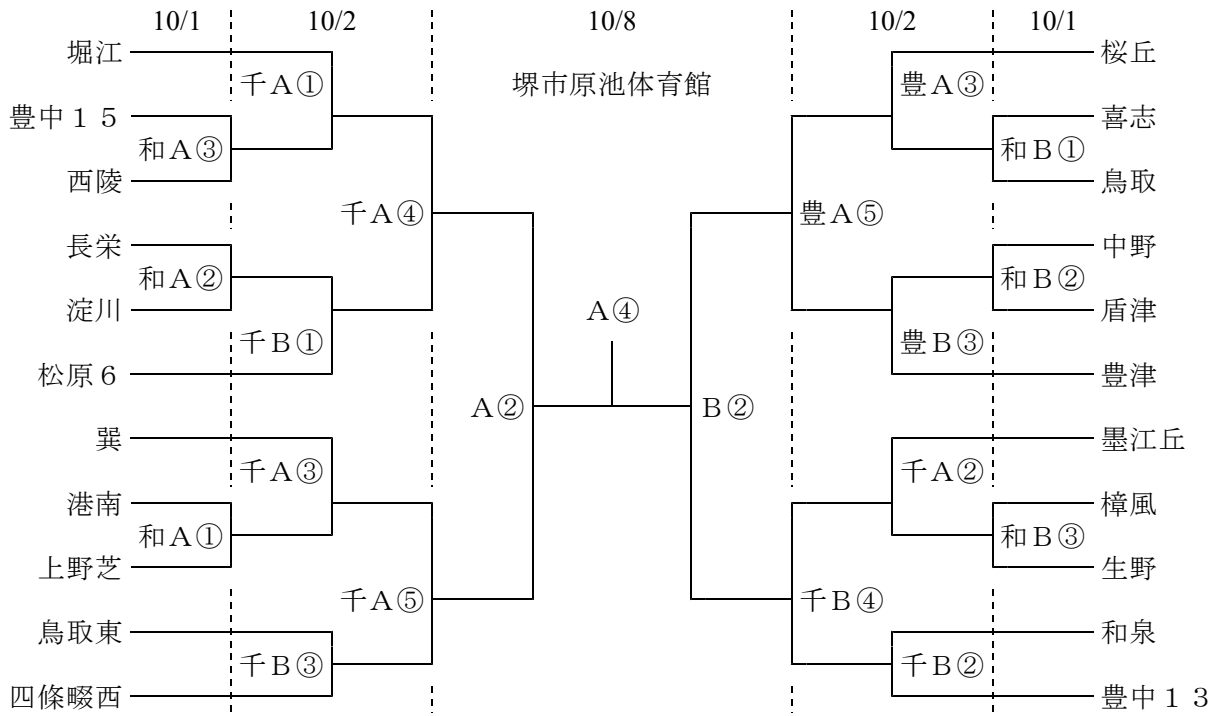 10/1 10/2 10/8 10/2 10/1
堀江 桜丘
千A① 堺市原池体育館 豊A③
豊中１５ 喜志
和A③ 和B①
西陵 鳥取
千A④ 豊A⑤
長栄 中野
和A② 和B②
淀川 A④ 盾津
千B① 豊B③
松原６ 豊津
A② B②
巽 墨江丘
千A③ 千A②
港南 樟風
和A① 和B③
上野芝 生野
千A⑤ 千B④
鳥取東 和泉
千B③ 千B②
四條畷西 豊中１３